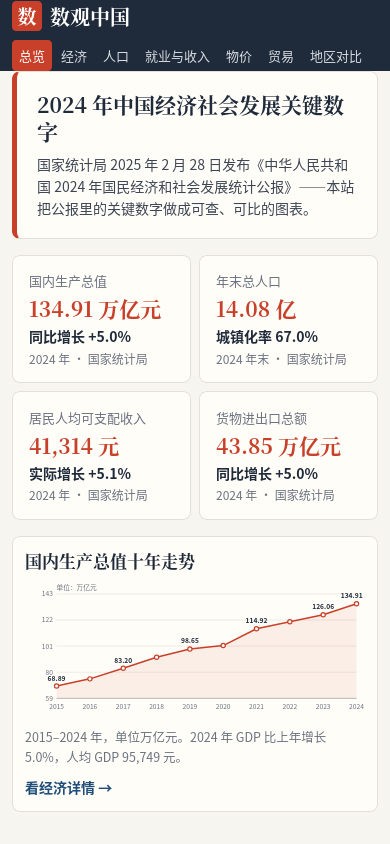 数 数观中国
总览 经济 人口 就业与收入 物价 贸易 地区对比
2024 年中国经济社会发展关键数
字
国家统计局 2025 年 2 月 28 日发布《中华人民共和
国 2024 年国民经济和社会发展统计公报》——本站
把公报里的关键数字做成可查、可比的图表。
国内生产总值
134.91 万亿元
同比增长 +5.0%
2024 年 · 国家统计局
年末总人口
14.08 亿
城镇化率 67.0%
2024 年末 · 国家统计局
居民人均可支配收入
41,314 元
实际增长 +5.1%
2024 年 · 国家统计局
货物进出口总额
43.85 万亿元
同比增长 +5.0%
2024 年 · 国家统计局
国内生产总值十年走势
单位：万亿元
143
122
101
80
59
68.89
83.20
98.65
114.92
126.06
134.91
2015 2016 2017 2018 2019 2020 2021 2022 2023 2024
2015–2024 年，单位万亿元。2024 年 GDP 比上年增长
5.0%，人均 GDP 95,749 元。
看经济详情 →